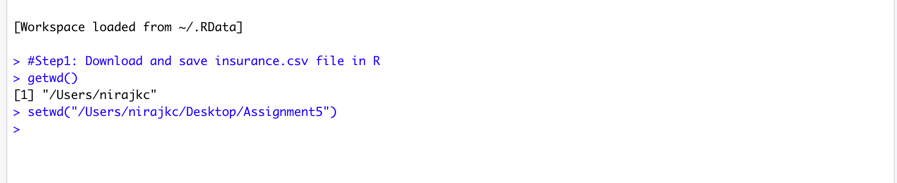 [Workspace loaded from ~/.RData]
> #Step1: Download and save insurance.csv file in R
> getwd()
[1] "/Users/nirajkc"
> setwd("/Users/nirajkc/Desktop/Assignment5")
>